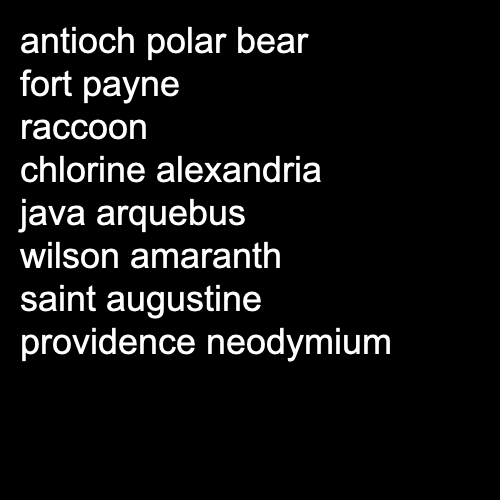 antioch polar bear
fort payne
raccoon
chlorine alexandria
java arquebus
wilson amaranth
saint augustine
providence neodymium